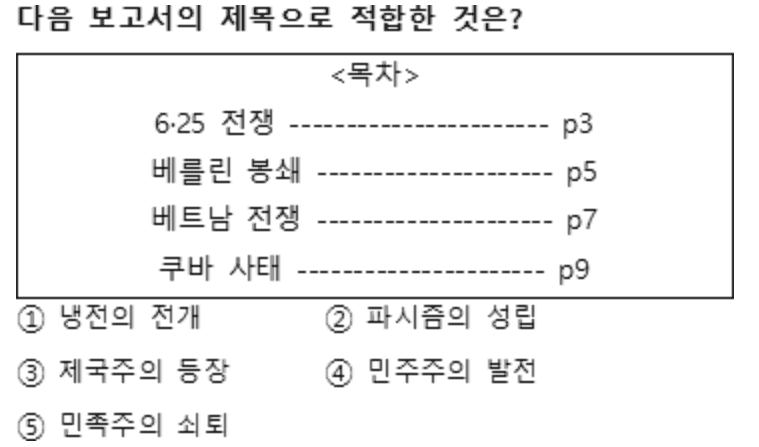 다음 보고서의 제목으로 적합한 것은?
<목차>
6·25 전쟁 ----------------------- p3
베를린 봉쇄 --------------------- p5
베트남 전쟁 --------------------- p7
쿠바 사태 ---------------------- p9
① 냉전의 전개 ② 파시즘의 성립
③ 제국주의 등장 ④ 민주주의 발전
⑤ 민족주의 쇠퇴